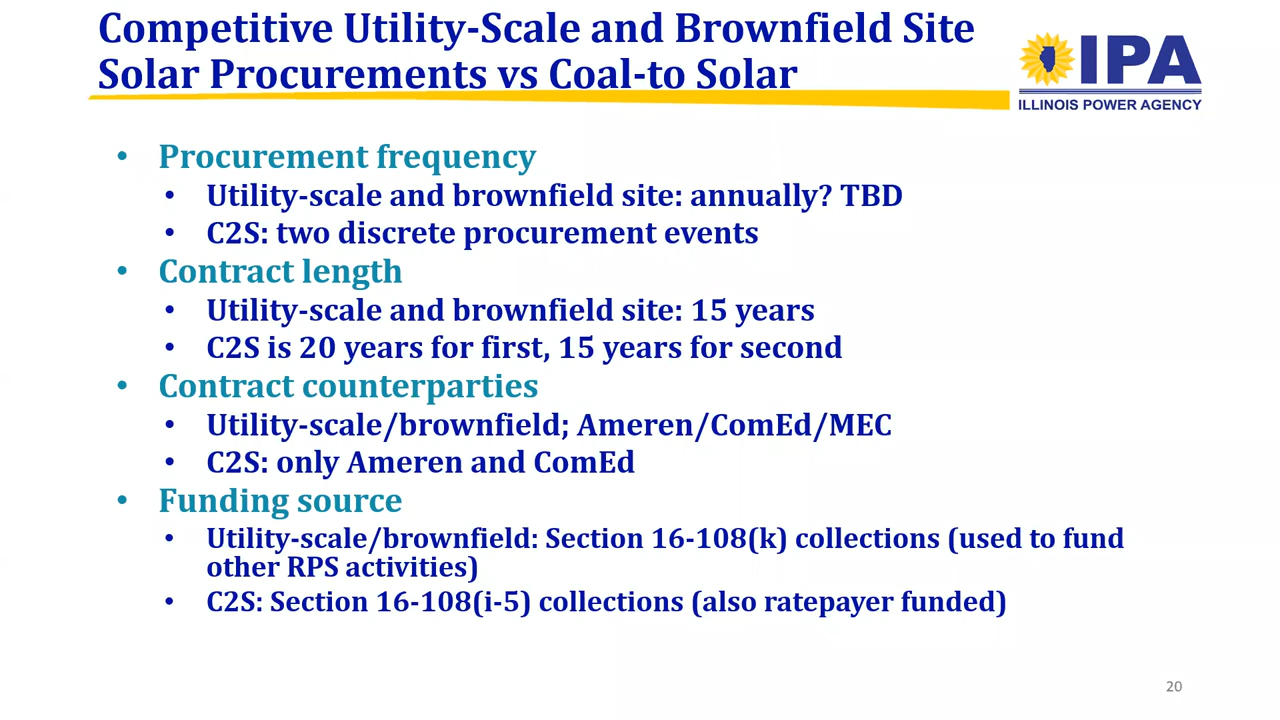 Competitive Utility-Scale and Brownfield Site
Solar Procurements vs Coal-to Solar
IPA
ILLINOIS POWER AGENCY
• Procurement frequency
• Utility-scale and brownfield site: annually? TBD
• C2S: two discrete procurement events
• Contract length
• Utility-scale and brownfield site: 15 years
• C2S is 20 years for first, 15 years for second
• Contract counterparties
• Utility-scale/brownfield; Ameren/ComEd/MEC
• C2S: only Ameren and ComEd
• Funding source
• Utility-scale/brownfield: Section 16-108(k) collections (used to fund
other RPS activities)
• C2S: Section 16-108(i-5) collections (also ratepayer funded)
20